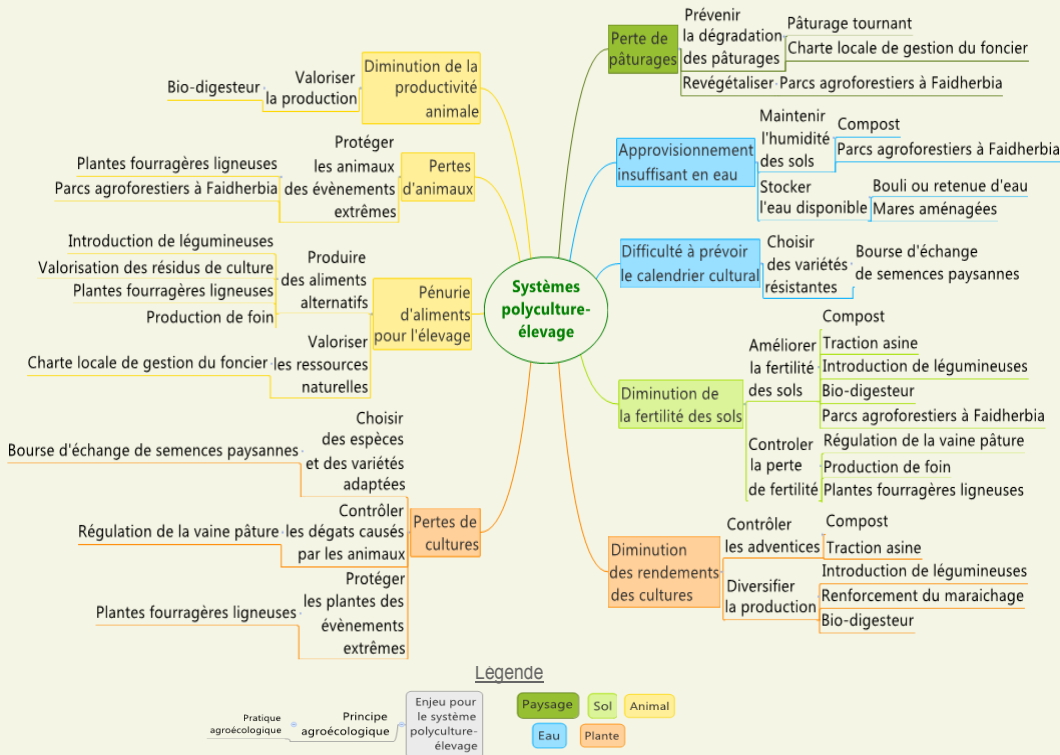 Perte de
pâturages
Prévenir
la dégradation
des pâturages
Pâturage tournant
Charte locale de gestion du foncier
Revégétaliser
Parcs agroforestiers à Faidherbia
Approvisionnement
insuffisant en eau
Maintenir
l'humidité
des sols
Compost
Parcs agroforestiers à Faidherbia
Stocker
l'eau disponible
Bouli ou retenue d'eau
Mares aménagées
Difficulté à prévoir
le calendrier cultural
Choisir
des variétés
résistantes
Bourse d'échange
de semences paysannes
Diminution de
la fertilité des sols
Améliorer
la fertilité
des sols
Compost
Traction asine
Introduction de légumineuses
Bio-digesteur
Parcs agroforestiers à Faidherbia
Controler
la perte
de fertilité
Régulation de la vaine pâture
Production de foin
Plantes fourragères ligneuses
Diminution
des rendements
des cultures
Contrôler
les adventices
Compost
Traction asine
Diversifier
la production
Introduction de légumineuses
Renforcement du maraichage
Bio-digesteur
Systèmes
polyculture-
élevage
Diminution de la
productivité
animale
Valoriser
la production
Bio-digesteur
Pertes
d'animaux
Protéger
les animaux
des évènements
extrêmes
Plantes fourragères ligneuses
Parcs agroforestiers à Faidherbia
Pénurie
d'aliments
pour l'élevage
Produire
des aliments
alternatifs
Introduction de légumineuses
Valorisation des résidus de culture
Plantes fourragères ligneuses
Production de foin
Valoriser
les ressources
naturelles
Charte locale de gestion du foncier
Pertes de
cultures
Choisir
des espèces
et des variétés
adaptées
Bourse d'échange de semences paysannes
Contrôler
les dégats causés
par les animaux
Régulation de la vaine pâture
Protéger
les plantes des
évènements
extrêmes
Plantes fourragères ligneuses
Légende
Pratique
agroécologique
Principe
agroécologique
Enjeu pour
le système
polyculture-
élevage
Paysage
Sol
Animal
Eau
Plante